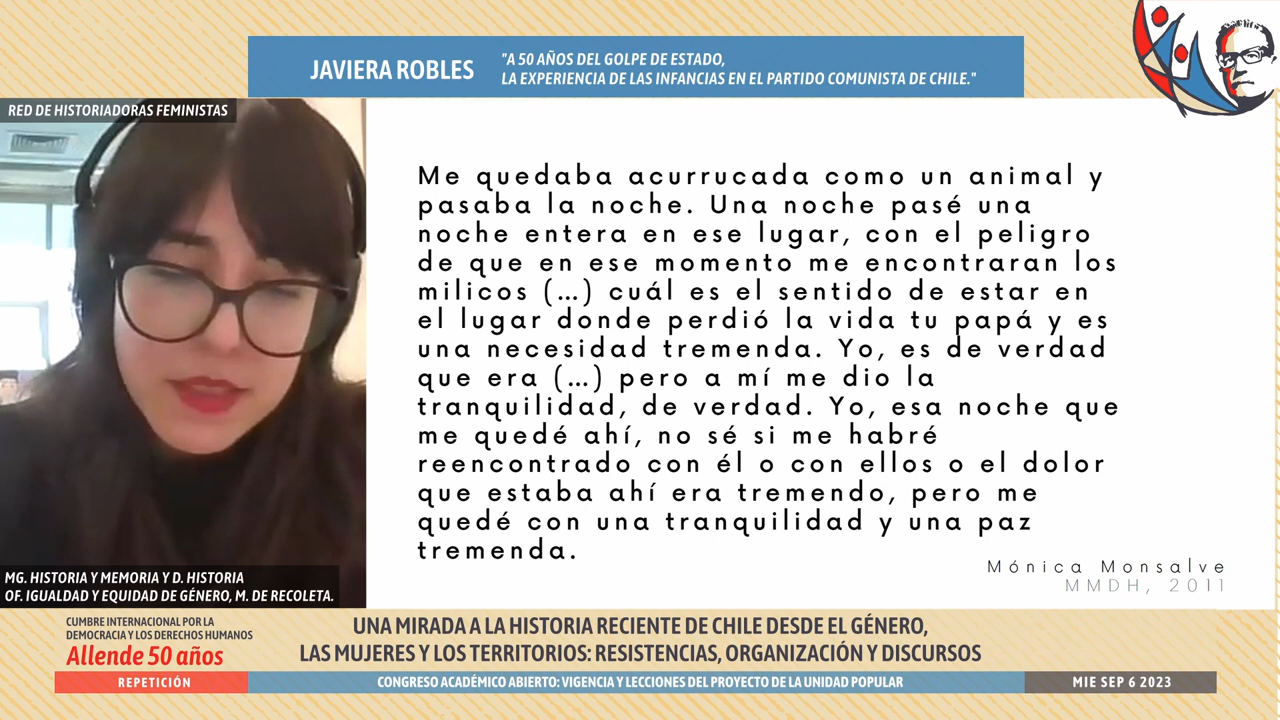 JAVIERA ROBLES
"A 50 AÑOS DEL GOLPE DE ESTADO,
LA EXPERIENCIA DE LAS INFANCIAS EN EL PARTIDO COMUNISTA DE CHILE."
RED DE HISTORIADORAS FEMINISTAS
Me quedaba acurrucada como un animal y
pasaba la noche. Una noche pasé una
noche entera en ese lugar, con el peligro
de que en ese momento me encontraran los
milicos (...) cuál es el sentido de estar en
el lugar donde perdió la vida tu papá y es
una necesidad tremenda. Yo, es de verdad
que era (...) pero a mí me dio la
tranquilidad, de verdad. Yo, esa noche que
me quedé ahí, no sé si me habré
reencontrado con él o con ellos o el dolor
que estaba ahí era tremendo, pero me
quedé con una tranquilidad y una paz
tremenda.
Mónica Monsalve
MMDH, 2011
MG. HISTORIA Y MEMORIA Y D. HISTORIA
OF. IGUALDAD Y EQUIDAD DE GÉNERO, M. DE RECOLETA.
CUMBRE INTERNACIONAL POR LA
DEMOCRACIA Y LOS DERECHOS HUMANOS
Allende 50 años
UNA MIRADA A LA HISTORIA RECIENTE DE CHILE DESDE EL GÉNERO,
LAS MUJERES Y LOS TERRITORIOS: RESISTENCIAS, ORGANIZACIÓN Y DISCURSOS
REPETICIÓN
CONGRESO ACADÉMICO ABIERTO: VIGENCIA Y LECCIONES DEL PROYECTO DE LA UNIDAD POPULAR
MIE SEP 6 2023